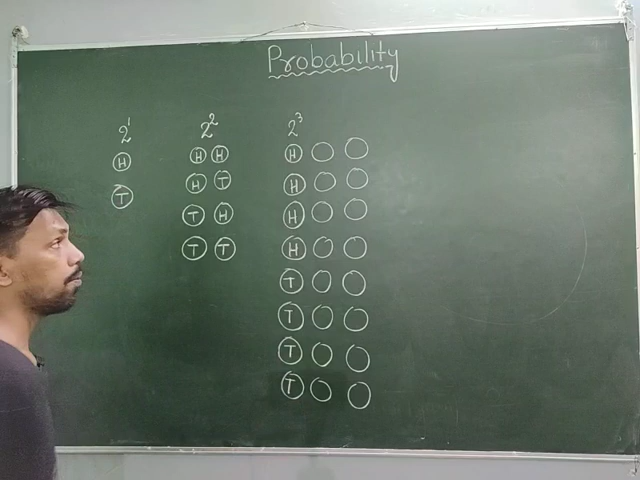 Probability
2¹ 2² 2³
H H H H
H T H
T H T H
T T H
T
T
T
T